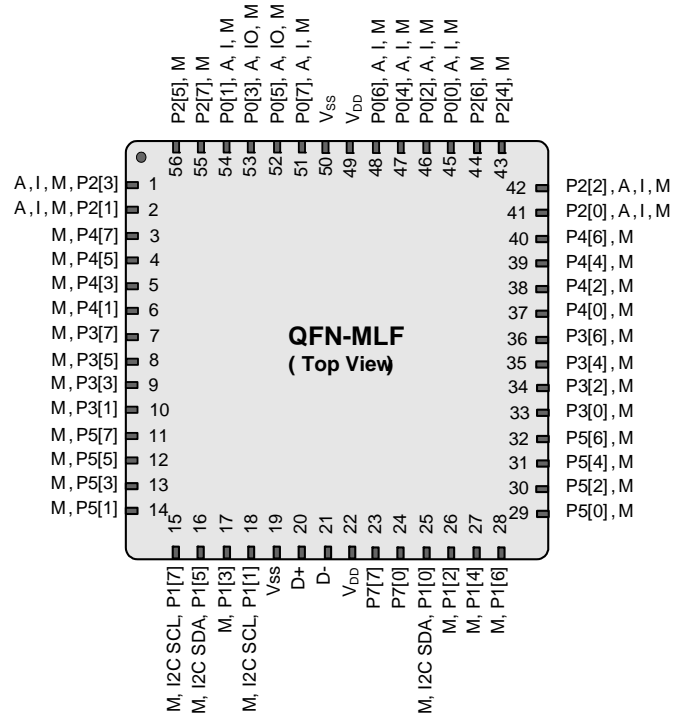 P2[5], M
P2[7], M
P0[1], A, I, M
P0[3], A, IO, M
P0[5], A, IO, M
P0[7], A, I, M
VSS
VDD
P0[6], A, I, M
P0[4], A, I, M
P0[2], A, I, M
P0[0], A, I, M
P2[6], M
P2[4], M
56
55
54
53
52
51
50
49
48
47
46
45
44
43
A, I, M, P2[3] 1
A, I, M, P2[1] 2
M, P4[7] 3
M, P4[5] 4
M, P4[3] 5
M, P4[1] 6
M, P3[7] 7
M, P3[5] 8
M, P3[3] 9
M, P3[1] 10
M, P5[7] 11
M, P5[5] 12
M, P5[3] 13
M, P5[1] 14
QFN-MLF
( Top View)
42 P2[2], A, I, M
41 P2[0], A, I, M
40 P4[6], M
39 P4[4], M
38 P4[2], M
37 P4[0], M
36 P3[6], M
35 P3[4], M
34 P3[2], M
33 P3[0], M
32 P5[6], M
31 P5[4], M
30 P5[2], M
29 P5[0], M
15
16
17
18
19
20
21
22
23
24
25
26
27
28
M, I2C SCL, P1[7]
M, I2C SDA, P1[5]
M, P1[3]
M, I2C SCL, P1[1]
Vss
D+
D-
VDD
P7[7]
P7[0]
M, I2C SDA, P1[0]
M, P1[2]
M, P1[4]
M, P1[6]